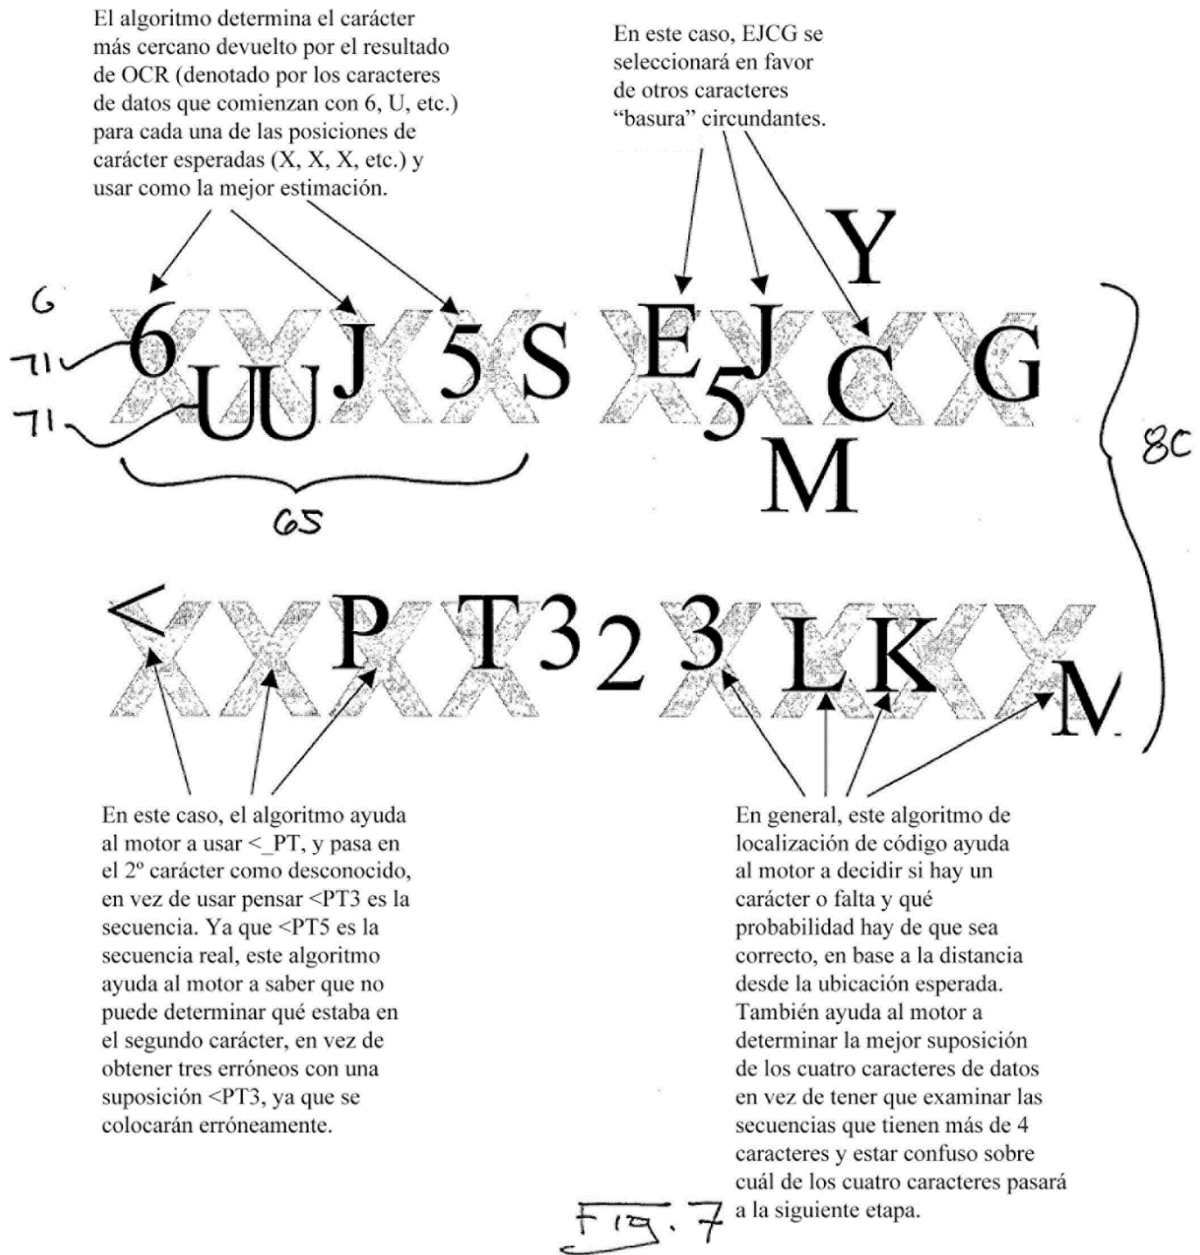 El algoritmo determina el carácter
más cercano devuelto por el resultado
de OCR (denotado por los caracteres
de datos que comienzan con 6, U, etc.)
para cada una de las posiciones de
carácter esperadas (X, X, X, etc.) y
usar como la mejor estimación.
En este caso, EJCG se
seleccionará en favor
de otros caracteres
“basura” circundantes.
Y
6 X X X X X X X X
6 U U J 5 S E 5 J C G
71
71
M
65
8C
X X X X X X X X
< P T 3 2 3 L K M
En este caso, el algoritmo ayuda
al motor a usar <_PT, y pasa en
el 2º carácter como desconocido,
en vez de usar pensar <PT3 es la
secuencia. Ya que <PT5 es la
secuencia real, este algoritmo
ayuda al motor a saber que no
puede determinar qué estaba en
el segundo carácter, en vez de
obtener tres erróneos con una
suposición <PT3, ya que se
colocarán erróneamente.
En general, este algoritmo de
localización de código ayuda
al motor a decidir si hay un
carácter o falta y qué
probabilidad hay de que sea
correcto, en base a la distancia
desde la ubicación esperada.
También ayuda al motor a
determinar la mejor suposición
de los cuatro caracteres de datos
en vez de tener que examinar las
secuencias que tienen más de 4
caracteres y estar confuso sobre
cuál de los cuatro caracteres pasará
a la siguiente etapa.
Fig. 7